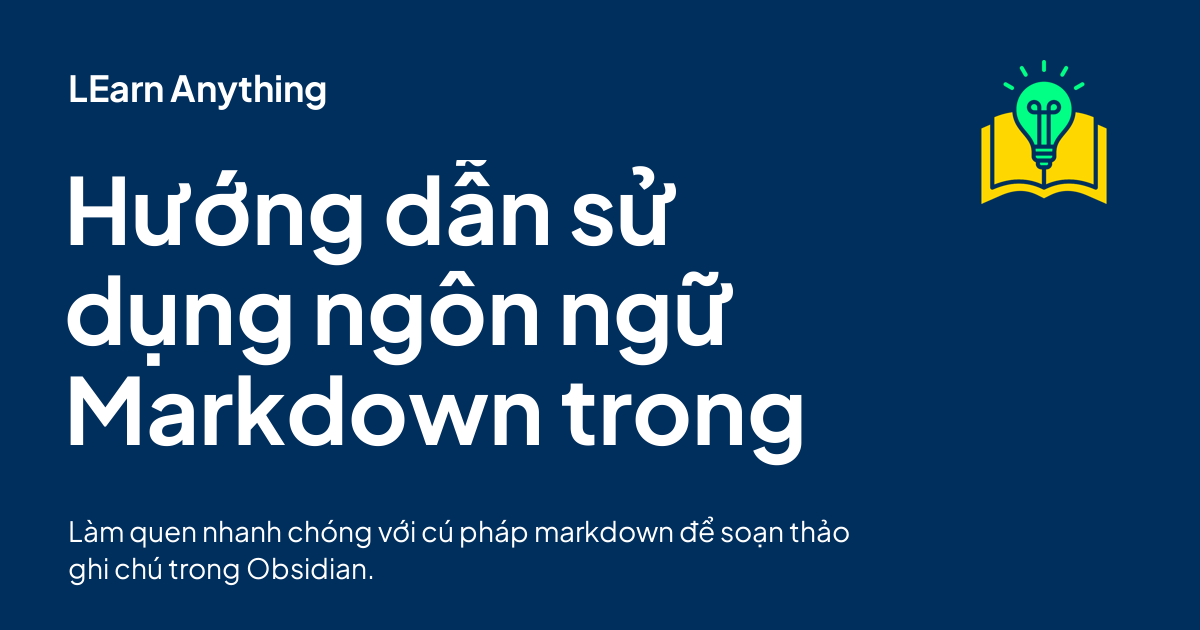 LEarn Anything
Hướng dẫn sử
dụng ngôn ngữ
Markdown trong
Làm quen nhanh chóng với cú pháp markdown để soạn thảo
ghi chú trong Obsidian.